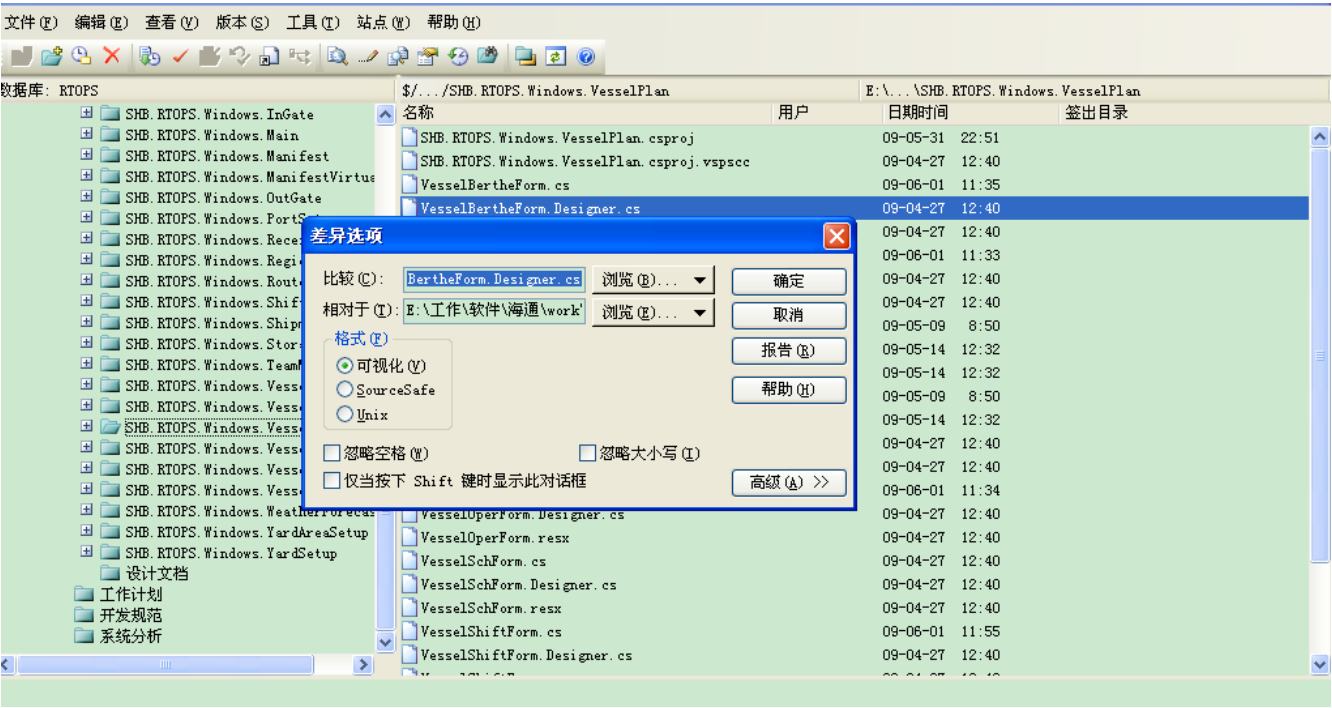 文件(F) 编辑(E) 查看(V) 版本(S) 工具(T) 站点(W) 帮助(H)
数据库: RTOPS
$/.../SHB.RTOPS.Windows.VesselPlan
E:\...\SHB.RTOPS.Windows.VesselPlan
SHB.RTOPS.Windows.InGate
SHB.RTOPS.Windows.Main
SHB.RTOPS.Windows.Manifest
SHB.RTOPS.Windows.ManifestVirtua
SHB.RTOPS.Windows.OutGate
SHB.RTOPS.Windows.PortS
SHB.RTOPS.Windows.Rece
SHB.RTOPS.Windows.Regi
SHB.RTOPS.Windows.Rout
SHB.RTOPS.Windows.Shif
SHB.RTOPS.Windows.Ship
SHB.RTOPS.Windows.Stor
SHB.RTOPS.Windows.Team
SHB.RTOPS.Windows.Vess
SHB.RTOPS.Windows.Vess
SHB.RTOPS.Windows.Vess
SHB.RTOPS.Windows.Vess
SHB.RTOPS.Windows.Vess
SHB.RTOPS.Windows.Vess
SHB.RTOPS.Windows.WeatherForecas
SHB.RTOPS.Windows.YardAreaSetup
SHB.RTOPS.Windows.YardSetup
设计文档
工作计划
开发规范
系统分析
名称 用户 日期时间 签出目录
SHB.RTOPS.Windows.VesselPlan.csproj 09-05-31 22:51
SHB.RTOPS.Windows.VesselPlan.csproj.vspscc 09-04-27 12:40
VesselBertheForm.cs 09-06-01 11:35
VesselBertheForm.Designer.cs 09-04-27 12:40
09-04-27 12:40
09-06-01 11:33
09-04-27 12:40
09-04-27 12:40
09-05-09 8:50
09-05-14 12:32
09-05-14 12:32
09-05-09 8:50
09-05-14 12:32
09-04-27 12:40
09-04-27 12:40
09-06-01 11:34
VesselOperForm.Designer.cs 09-04-27 12:40
VesselOperForm.resx 09-04-27 12:40
VesselSchForm.cs 09-04-27 12:40
VesselSchForm.Designer.cs 09-04-27 12:40
VesselSchForm.resx 09-04-27 12:40
VesselShiftForm.cs 09-06-01 11:55
VesselShiftForm.Designer.cs 09-04-27 12:40
差异选项
比较(C): BertheForm.Designer.cs 浏览(B)... 确定
相对于(T): E:\工作\软件\海通\work 浏览(E)... 取消
格式(F)
报告(R)
可视化(V)
SourceSafe
帮助(H)
Unix
忽略空格(W) 忽略大小写(I)
仅当按下 Shift 键时显示此对话框
高级(A) >>